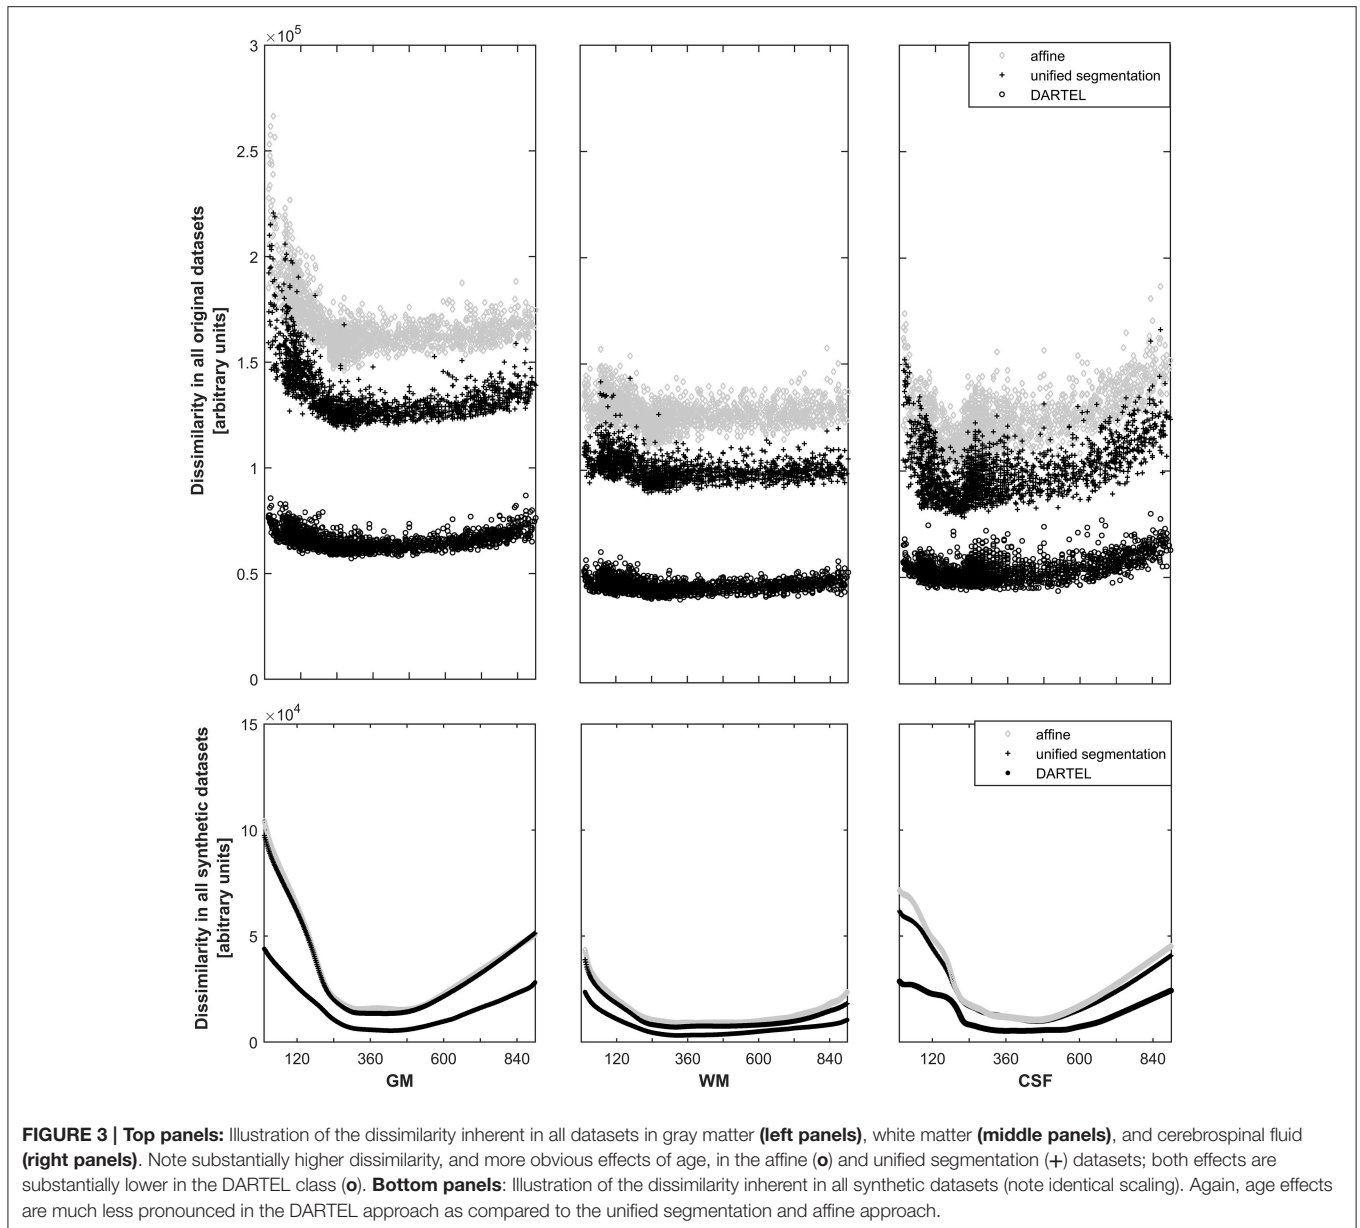 ×10⁵
3
2.5
2
1.5
1
0.5
0
Dissimilarity in all original datasets
[arbitrary units]
affine
unified segmentation
DARTEL
×10⁴
15
10
5
0
Dissimilarity in all synthetic datasets
[abitrary units]
affine
unified segmentation
DARTEL
120 360 600 840
GM
120 360 600 840
WM
120 360 600 840
CSF
FIGURE 3 | Top panels: Illustration of the dissimilarity inherent in all datasets in gray matter (left panels), white matter (middle panels), and cerebrospinal fluid
(right panels). Note substantially higher dissimilarity, and more obvious effects of age, in the affine (o) and unified segmentation (+) datasets; both effects are
substantially lower in the DARTEL class (o). Bottom panels: Illustration of the dissimilarity inherent in all synthetic datasets (note identical scaling). Again, age effects
are much less pronounced in the DARTEL approach as compared to the unified segmentation and affine approach.